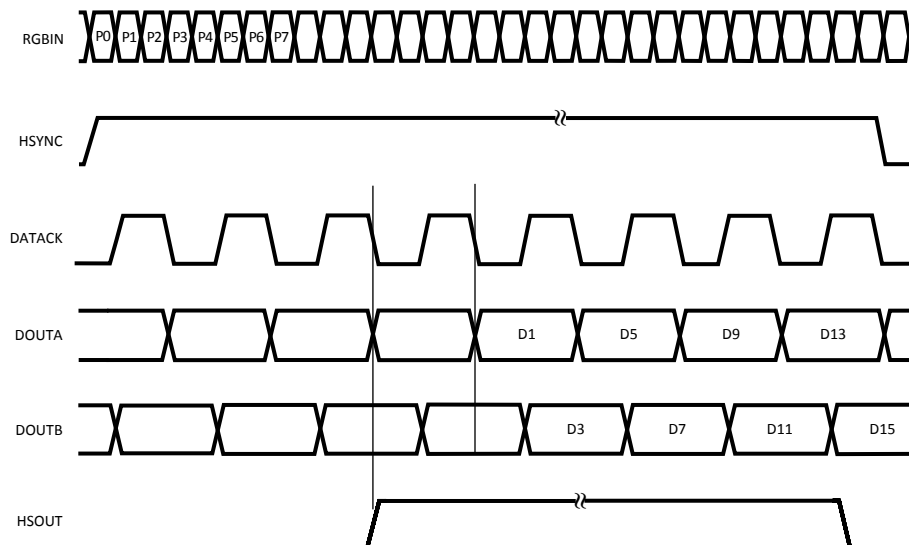 RGBIN P0 P1 P2 P3 P4 P5 P6 P7
HSYNC
DATACK
DOUTA D1 D5 D9 D13
DOUTB D3 D7 D11 D15
HSOUT